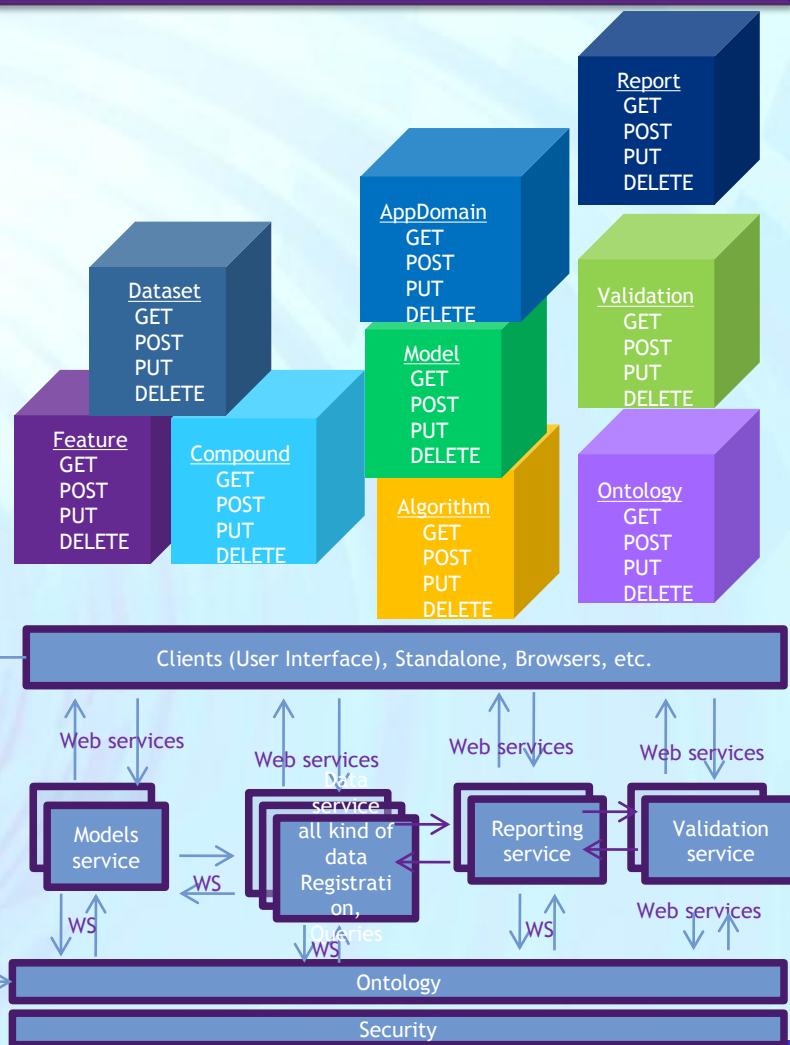 Report
GET
POST
PUT
DELETE
AppDomain
GET
POST
PUT
DELETE
Dataset
GET
POST
PUT
DELETE
Validation
GET
POST
PUT
DELETE
Model
GET
POST
PUT
DELETE
Feature
GET
POST
PUT
DELETE
Compound
GET
POST
PUT
DELETE
Algorithm
GET
POST
PUT
DELETE
Ontology
GET
POST
PUT
DELETE
Clients (User Interface), Standalone, Browsers, etc.
Web services
Web services
Web services
Web services
Models
service
Data
service
all kind of
data
Registrati
on,
Queries
Reporting
service
Validation
service
WS
WS
WS
WS
Web services
Ontology
Security